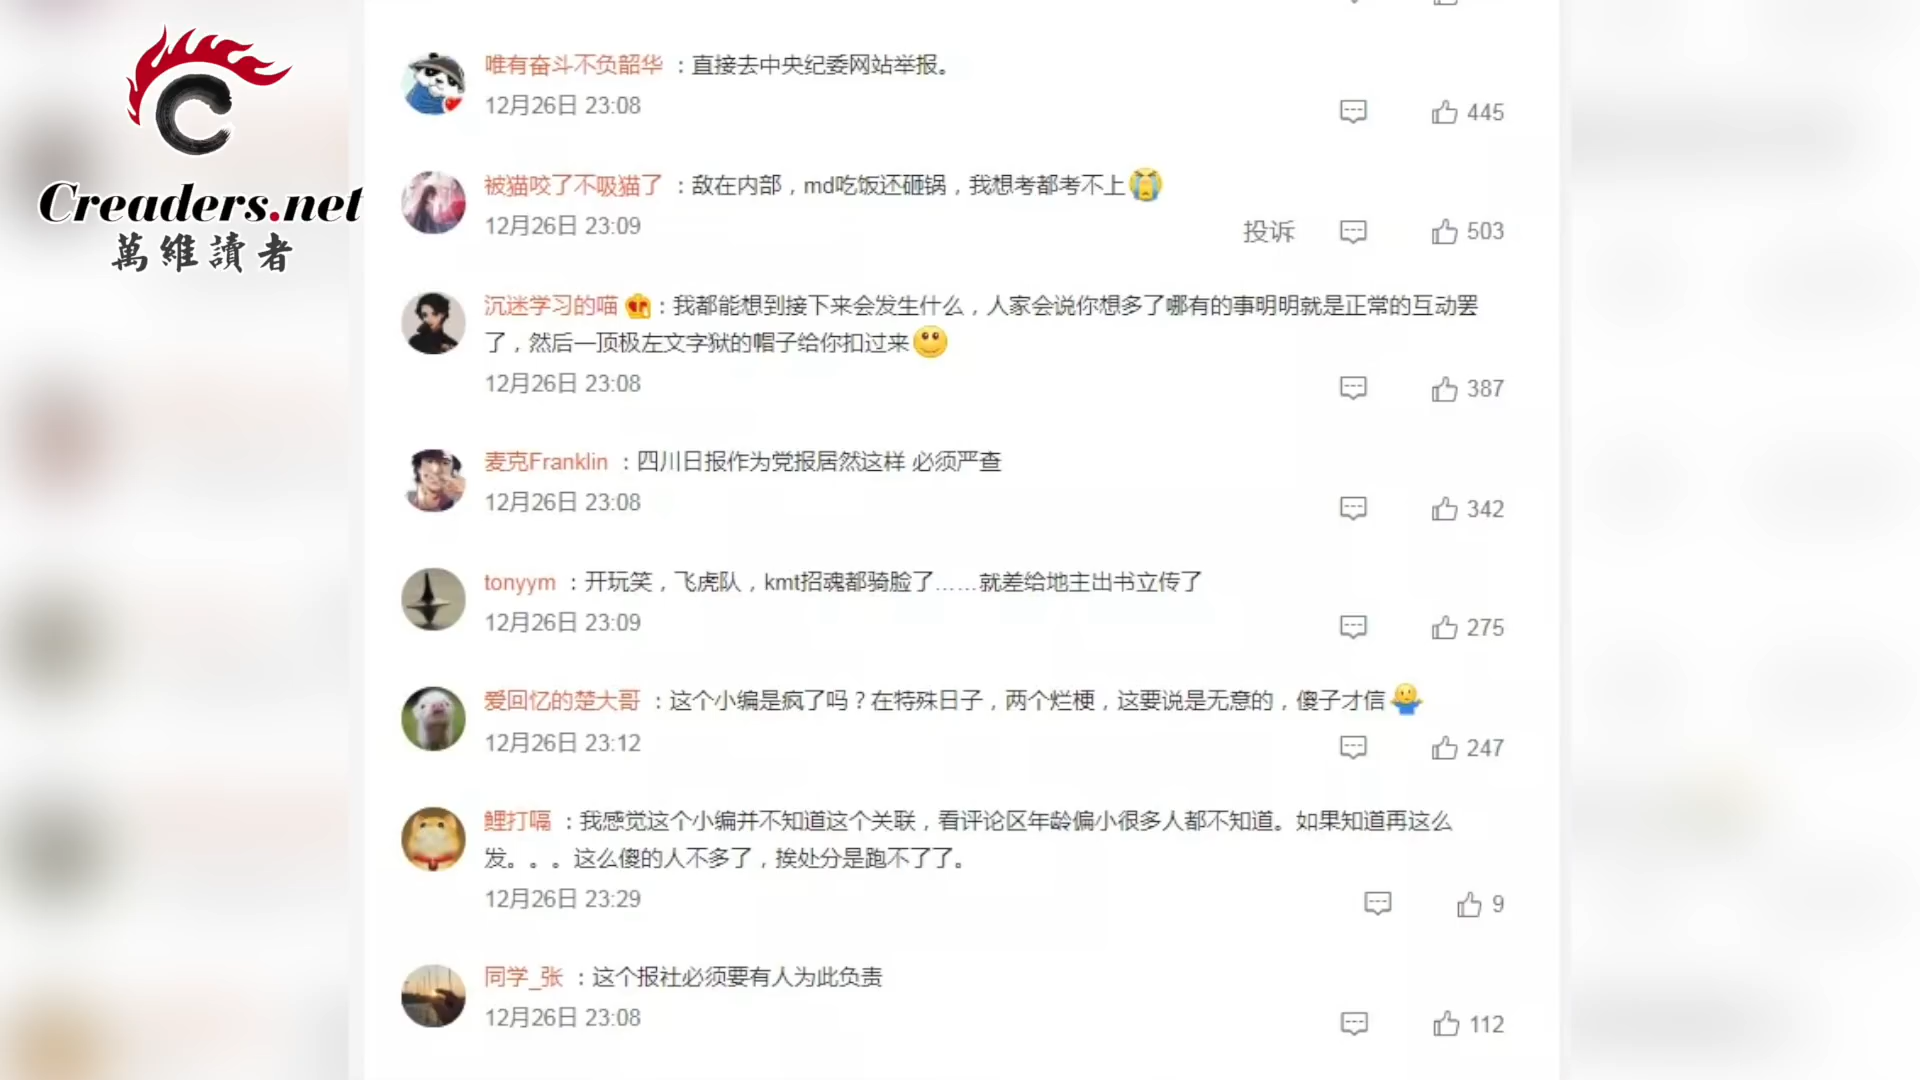 Creaders.net
萬維讀者
唯有奋斗不负韶华 ：直接去中央纪委网站举报。
12月26日 23:08
445
被猫咬了不吸猫了 ：敌在内部，md吃饭还砸锅，我想考都考不上
12月26日 23:09
投诉
503
沉迷学习的喵 ：我都能想到接下来会发生什么，人家会说你想多了哪有的事明明就是正常的互动罢
了，然后一顶极左文字狱的帽子给你扣过来
12月26日 23:08
387
麦克Franklin ：四川日报作为党报居然这样 必须严查
12月26日 23:08
342
tonyym ：开玩笑，飞虎队，kmt招魂都骑脸了……就差给地主出书立传了
12月26日 23:09
275
爱回忆的楚大哥 ：这个小编是疯了吗？在特殊日子，两个烂梗，这要说是无意的，傻子才信
12月26日 23:12
247
鲤打嗝 ：我感觉这个小编并不知道这个关联，看评论区年龄偏小很多人都不知道。如果知道再这么
发。。。这么傻的人不多了，挨处分是跑不了了。
12月26日 23:29
9
同学_张 ：这个报社必须要有人为此负责
12月26日 23:08
112